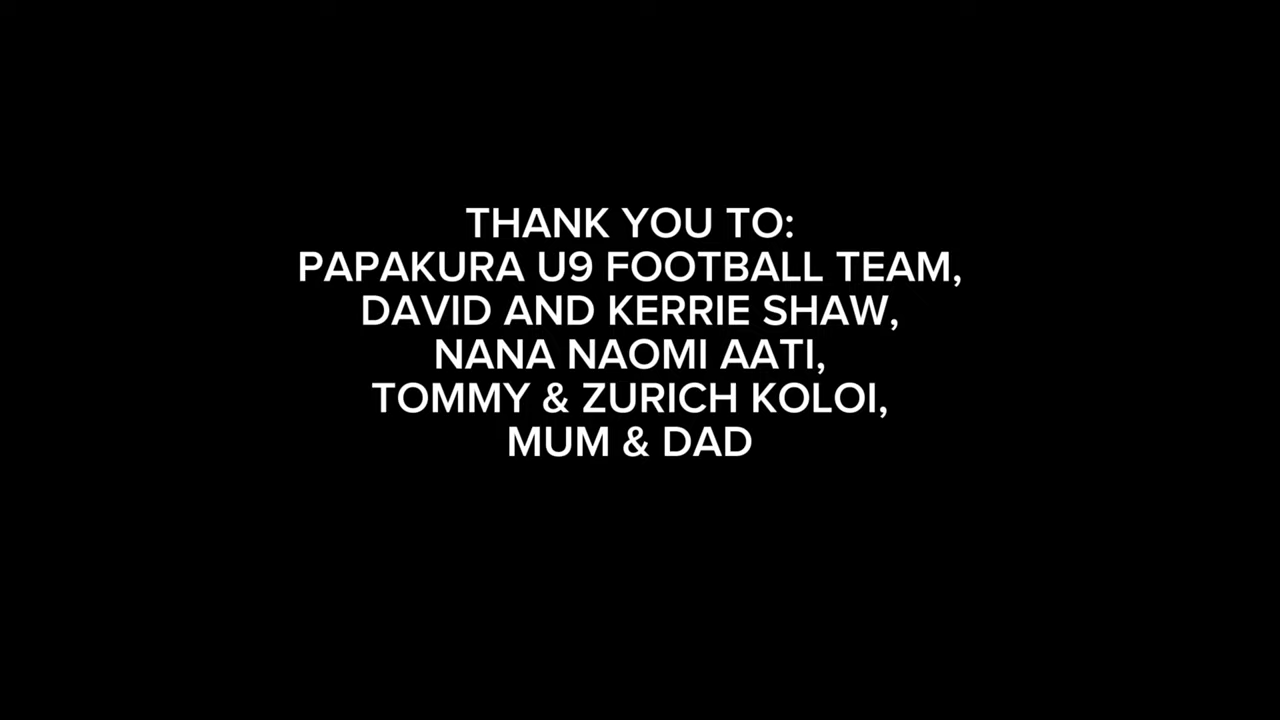 THANK YOU TO:
PAPAKURA U9 FOOTBALL TEAM,
DAVID AND KERRIE SHAW,
NANA NAOMI AATI,
TOMMY & ZURICH KOLOI,
MUM & DAD